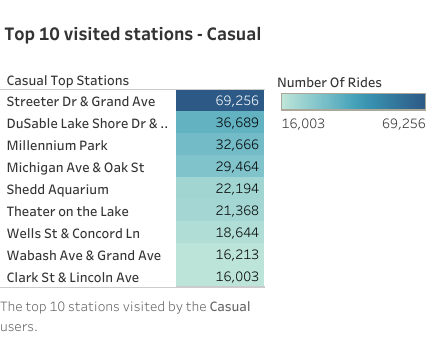 Top 10 visited stations - Casual
Casual Top Stations
Streeter Dr & Grand Ave 69,256
DuSable Lake Shore Dr & .. 36,689
Millennium Park 32,666
Michigan Ave & Oak St 29,464
Shedd Aquarium 22,194
Theater on the Lake 21,368
Wells St & Concord Ln 18,644
Wabash Ave & Grand Ave 16,213
Clark St & Lincoln Ave 16,003
Number Of Rides
16,003 69,256
The top 10 stations visited by the Casual
users.